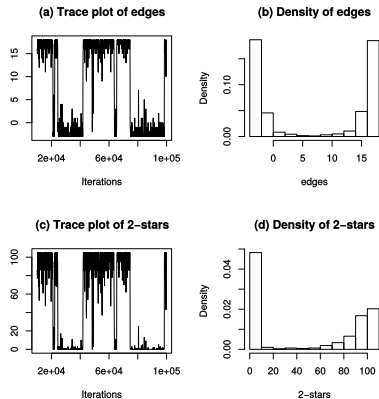 (a) Trace plot of edges
(b) Density of edges
15
10
5
0
2e+04 6e+04 1e+05
Iterations
Density
0.10
0.00
0 5 10 15
edges
(c) Trace plot of 2−stars
(d) Density of 2−stars
100
60
20
0
2e+04 6e+04 1e+05
Iterations
Density
0.04
0.02
0.00
0 20 40 60 80 100
2−stars